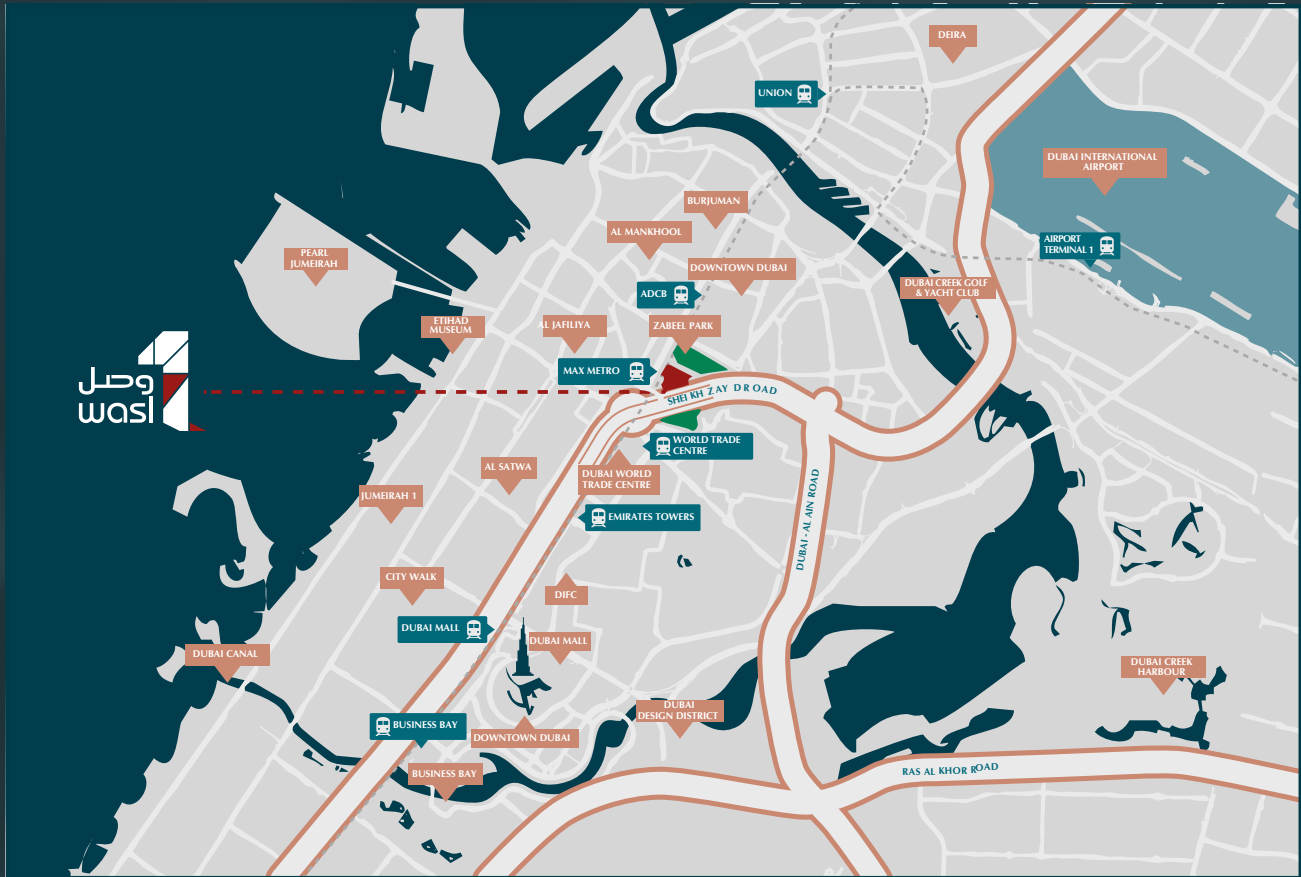 DEIRA
UNION
DUBAI INTERNATIONAL
AIRPORT
BURJUMAN
AL MANKHOOL
AIRPORT
TERMINAL 1
PEARL
JUMEIRAH
DOWNTOWN DUBAI
ADCB
DUBAI CREEK GOLF
& YACHT CLUB
ETIHAD
MUSEUM
AL JAFILIYA
ZABEEL PARK
MAX METRO
SHEIKH ZAY D ROAD
وصل
wasl
WORLD TRADE
CENTRE
AL SATWA
DUBAI WORLD
TRADE CENTRE
JUMEIRAH 1
EMIRATES TOWERS
DUBAI - AL AIN ROAD
CITY WALK
DIFC
DUBAI MALL
DUBAI MALL
DUBAI CANAL
DUBAI CREEK
HARBOUR
DUBAI
DESIGN DISTRICT
BUSINESS BAY
DOWNTOWN DUBAI
BUSINESS BAY
RAS AL KHOR ROAD